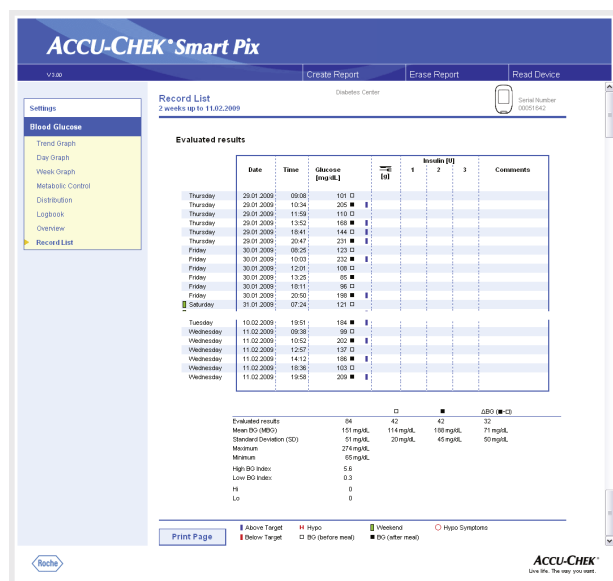 ACCU-CHEK® Smart Pix
V 3.00 Create Report Erase Report Read Device
Settings
Blood Glucose
Trend Graph
Day Graph
Week Graph
Metabolic Control
Distribution
Logbook
Overview
Record List
Record List
2 weeks up to 11.02.2009
Diabetes Center
Serial Number
00051642
Evaluated results
Insulin [U]
Date Time Glucose 1 2 3 Comments
[mg/dL] [g]
Thursday 29.01.2009 09:08 101 □
Thursday 29.01.2009 10:34 205 ■
Thursday 29.01.2009 11:59 110 □
Thursday 29.01.2009 13:52 168 ■
Thursday 29.01.2009 18:41 144 □
Thursday 29.01.2009 20:47 231 ■
Friday 30.01.2009 08:25 123 □
Friday 30.01.2009 10:03 232 ■
Friday 30.01.2009 12:01 108 □
Friday 30.01.2009 13:25 85 ■
Friday 30.01.2009 18:11 96 □
Friday 30.01.2009 20:50 198 ■
Saturday 31.01.2009 07:24 121 □
Tuesday 10.02.2009 19:51 184 ■
Wednesday 11.02.2009 09:38 99 □
Wednesday 11.02.2009 10:52 202 ■
Wednesday 11.02.2009 12:57 137 □
Wednesday 11.02.2009 14:12 186 ■
Wednesday 11.02.2009 18:36 103 □
Wednesday 11.02.2009 19:58 209 ■
□ ■ ΔBG (■-□)
Evaluated results 84 42 42 32
Mean BG (MBG) 151 mg/dL 114 mg/dL 188 mg/dL 71 mg/dL
Standard Deviation (SD) 51 mg/dL 20 mg/dL 45 mg/dL 50 mg/dL
Maximum 274 mg/dL
Minimum 65 mg/dL
High BG Index 5.6
Low BG Index 0.3
Hi 0
Lo 0
Print Page
Above Target H Hypo Weekend Hypo Symptoms
Below Target □ BG (before meal) ■ BG (after meal)
Roche
ACCU-CHEK®
Live life. The way you want.